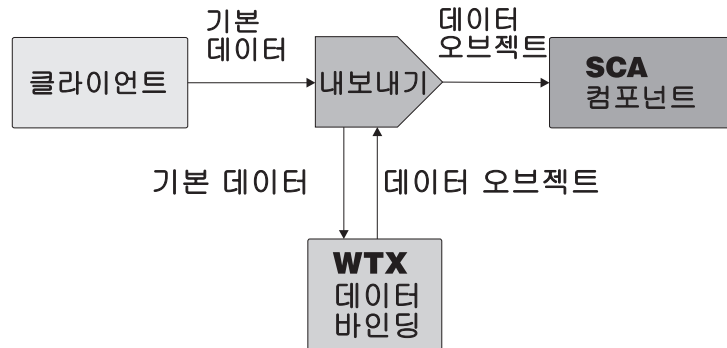 기본
데이터
데이터
오브젝트
클라이언트
내보내기
SCA
컴포넌트
기본 데이터
데이터 오브젝트
WTX
데이터
바인딩